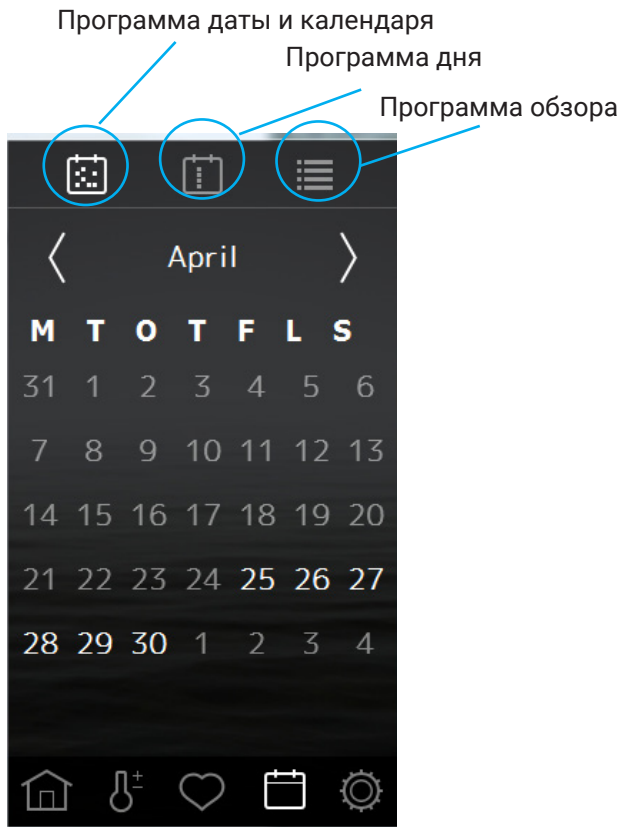 Программа даты и календаря
Программа дня
Программа обзора
April
M T O T F L S
31 1 2 3 4 5 6
7 8 9 10 11 12 13
14 15 16 17 18 19 20
21 22 23 24 25 26 27
28 29 30 1 2 3 4